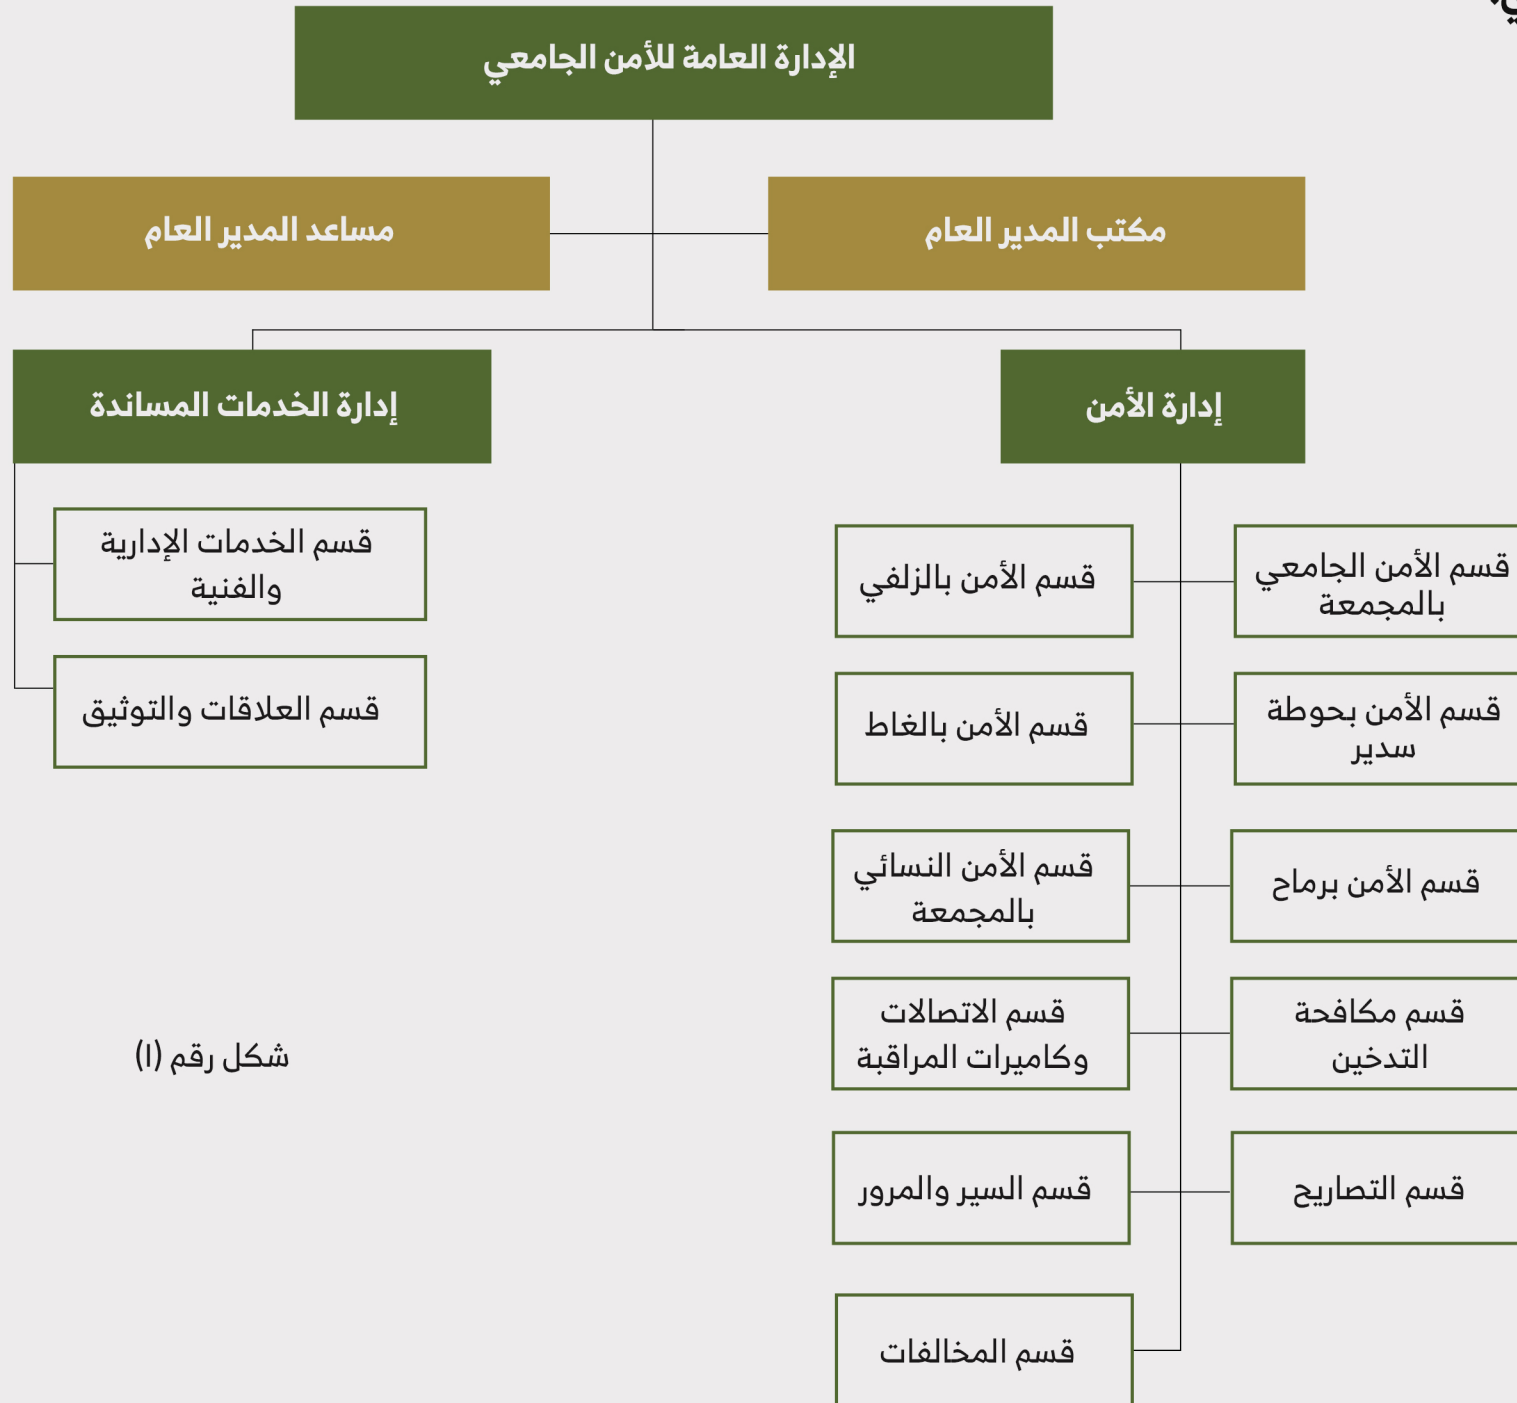 الإدارة العامة للأمن الجامعي
مكتب المدير العام
مساعد المدير العام
إدارة الأمن
إدارة الخدمات المساندة
قسم الأمن الجامعي
بالمجمعة
قسم الأمن بالزلفي
قسم الأمن بحوطة
سدير
قسم الأمن بالغاط
قسم الأمن برماح
قسم الأمن النسائي
بالمجمعة
قسم مكافحة
التدخين
قسم الاتصالات
وكاميرات المراقبة
قسم التصاريح
قسم السير والمرور
قسم المخالفات
قسم الخدمات الإدارية
والفنية
قسم العلاقات والتوثيق
شكل رقم (١)